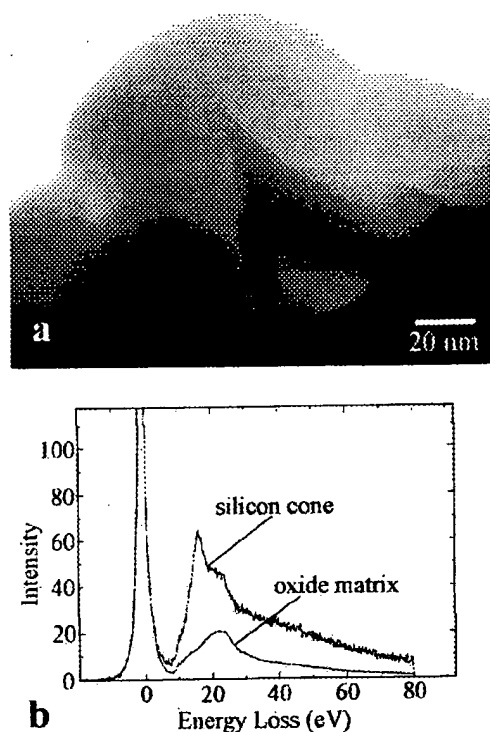 a
20 nm
100
80
60
40
20
0
Intensity
silicon cone
oxide matrix
0 20 40 60 80
Energy Loss (eV)
b